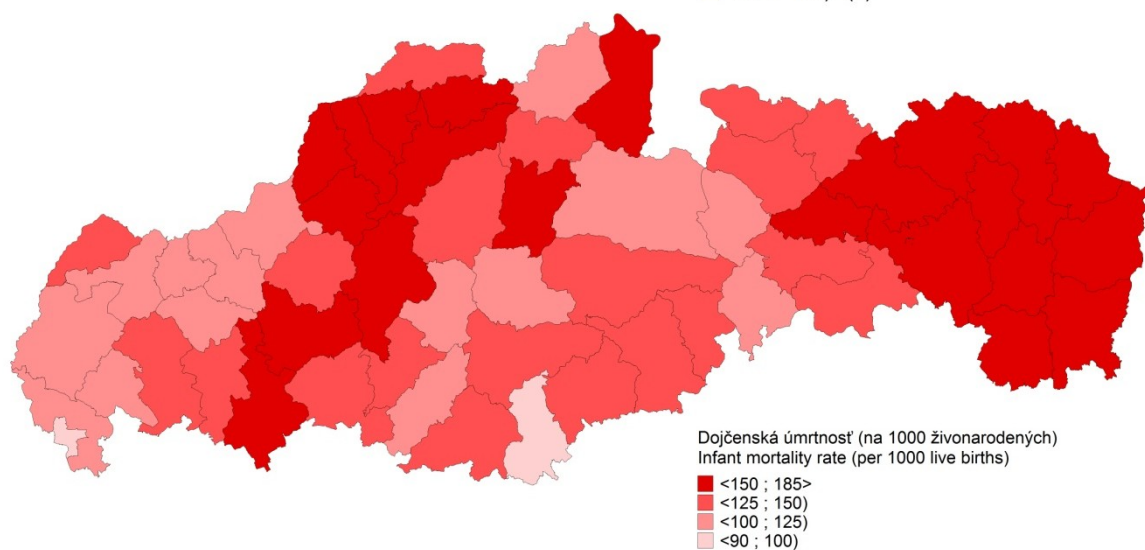 Dojčenská úmrtnosť (na 1000 živonarodených)
Infant mortality rate (per 1000 live births)
<150 ; 185>
<125 ; 150)
<100 ; 125)
<90 ; 100)